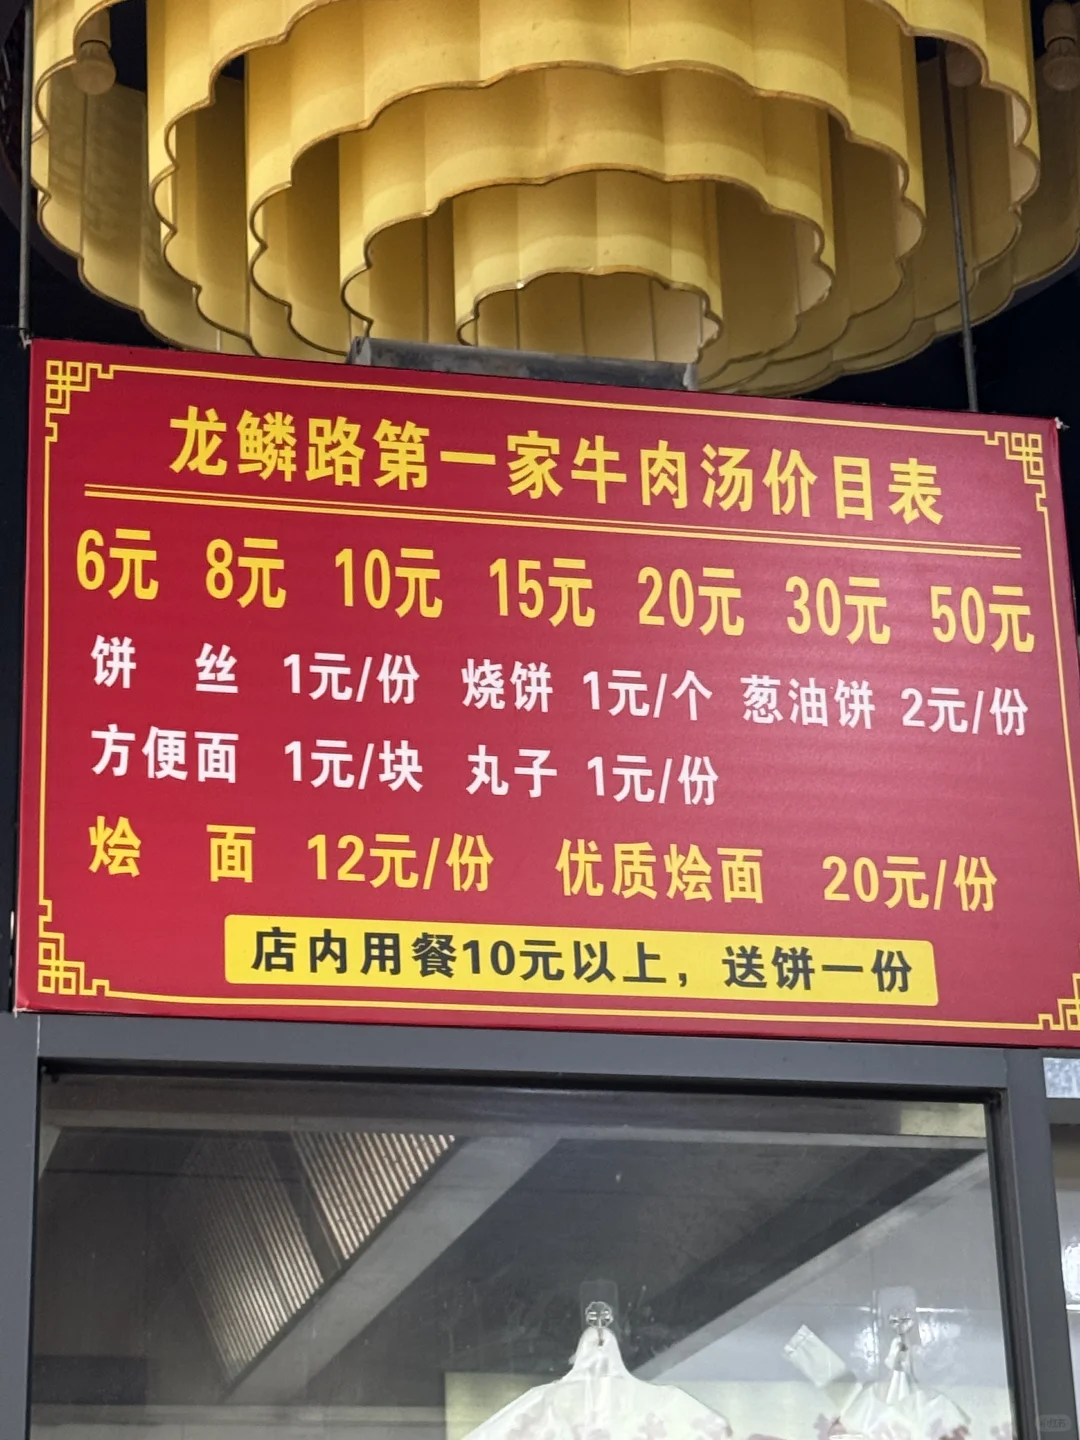 龙鳞路第一家牛肉汤价目表
6元 8元 10元 15元 20元 30元 50元
饼 丝 1元/份 烧饼 1元/个 葱油饼 2元/份
方便面 1元/块 丸子 1元/份
烩 面 12元/份 优质烩面 20元/份
店内用餐10元以上，送饼一份